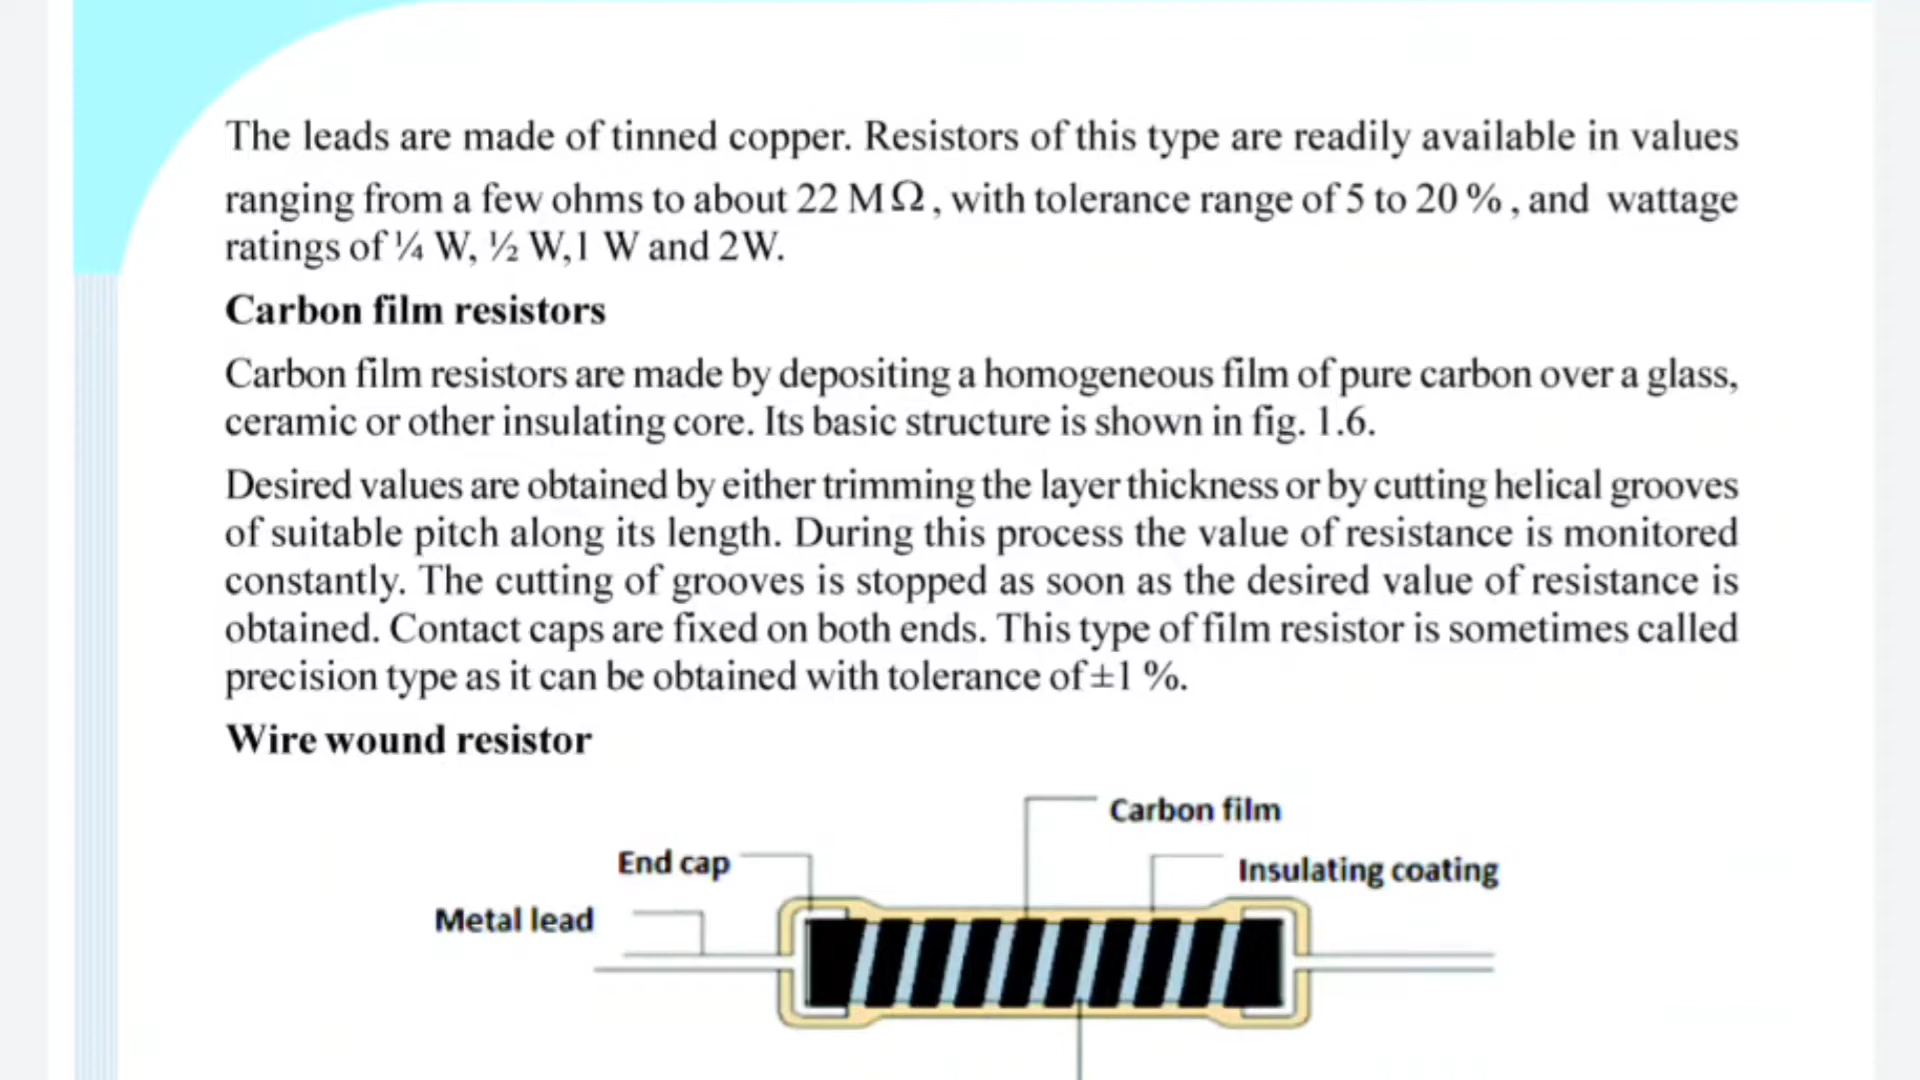 The leads are made of tinned copper. Resistors of this type are readily available in values
ranging from a few ohms to about 22 MΩ, with tolerance range of 5 to 20 %, and wattage
ratings of ¼ W, ½ W,1 W and 2W.
Carbon film resistors
Carbon film resistors are made by depositing a homogeneous film of pure carbon over a glass,
ceramic or other insulating core. Its basic structure is shown in fig. 1.6.
Desired values are obtained by either trimming the layer thickness or by cutting helical grooves
of suitable pitch along its length. During this process the value of resistance is monitored
constantly. The cutting of grooves is stopped as soon as the desired value of resistance is
obtained. Contact caps are fixed on both ends. This type of film resistor is sometimes called
precision type as it can be obtained with tolerance of ±1 %.
Wire wound resistor
Carbon film
End cap
Insulating coating
Metal lead